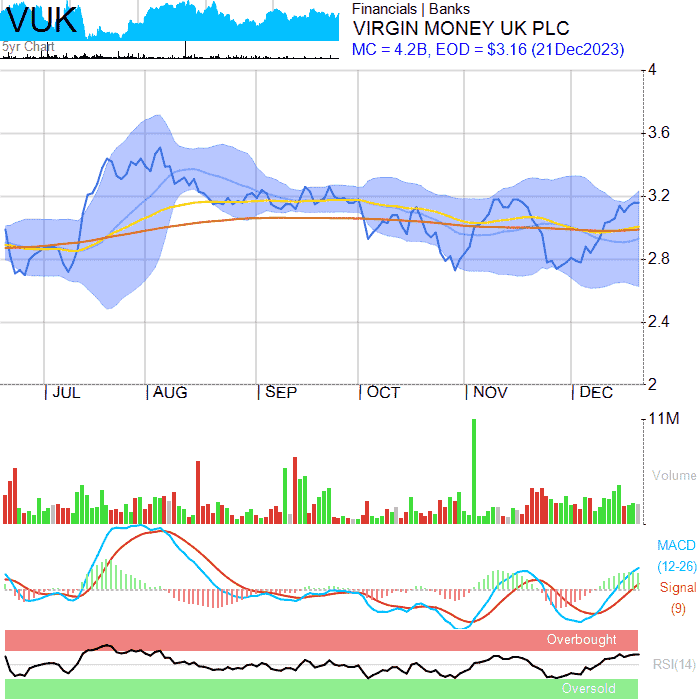 VUK
5yr Chart
Financials | Banks
VIRGIN MONEY UK PLC
MC = 4.2B, EOD = $3.16 (21Dec2023)
4
3.6
3.2
2.8
2.4
2
JUL AUG SEP OCT NOV DEC
11M
Volume
MACD
(12-26)
Signal
(9)
Overbought
RSI(14)
Oversold